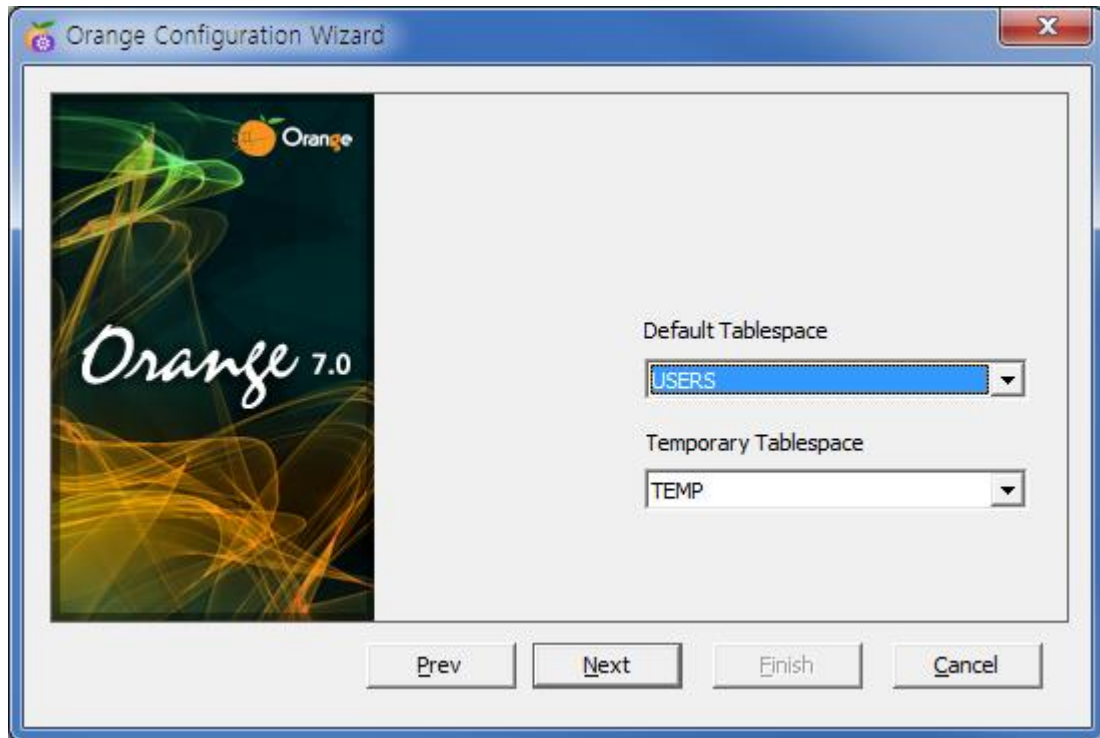 Orange Configuration Wizard
Orange
Orange 7.0
Default Tablespace
USERS
Temporary Tablespace
TEMP
Prev Next Finish Cancel